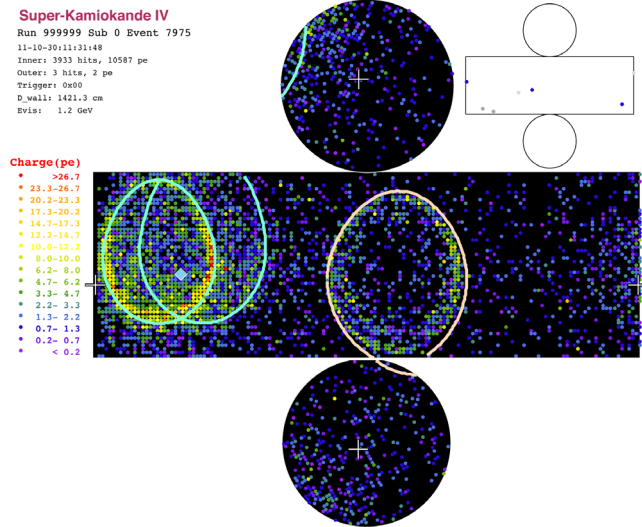 Super-Kamiokande IV
Run 999999 Sub 0 Event 7975
11-10-30:11:31:48
Inner: 3933 hits, 10587 pe
Outer: 3 hits, 2 pe
Trigger: 0x00
D_wall: 1421.3 cm
Evis: 1.2 GeV
Charge(pe)
>26.7
23.3-26.7
20.2-23.3
17.3-20.2
14.7-17.3
12.2-14.7
10.0-12.2
8.0-10.0
6.2- 8.0
4.7- 6.2
3.3- 4.7
2.2- 3.3
1.3- 2.2
0.7- 1.3
0.2- 0.7
< 0.2